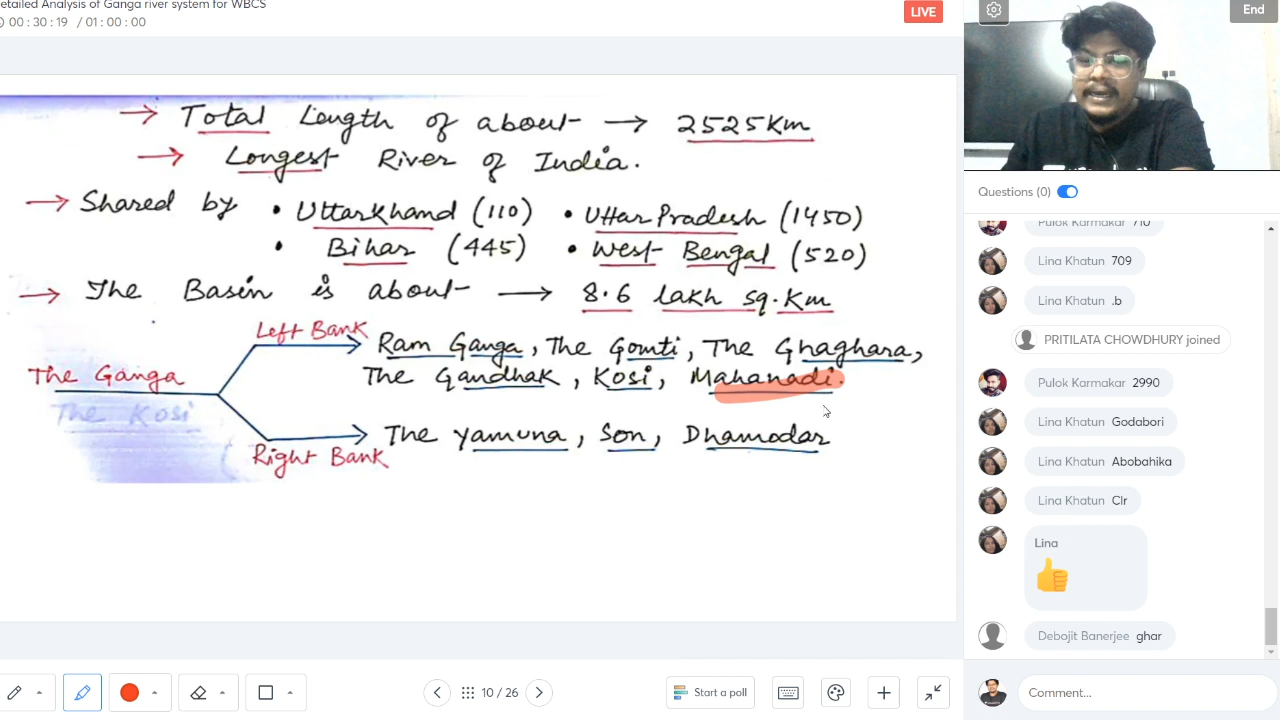 etailed Analysis of Ganga river system for WBCS
00 : 30 : 19 / 01 : 00 : 00
LIVE
End
→ Total Length of about → 2525Km
→ Longest River of India.
→ Shared by • Uttarkhand (110) • Uttar Pradesh (1450)
• Bihar (445) • West Bengal (520)
→ The Basin is about → 8.6 lakh sq. Km
The Ganga
Left Bank
Ram Ganga, The Gomti, The Ghaghara,
The Gandhak, Kosi, Mahanadi.
The Kosi
Right Bank
The Yamuna, Son, Dhamodar
10 / 26
Start a poll
Questions (0)
Pulok Karmakar 710
Lina Khatun 709
Lina Khatun .b
PRITILATA CHOWDHURY joined
Pulok Karmakar 2990
Lina Khatun Godabori
Lina Khatun Abobahika
Lina Khatun Clr
Lina
Debojit Banerjee ghar
Comment...